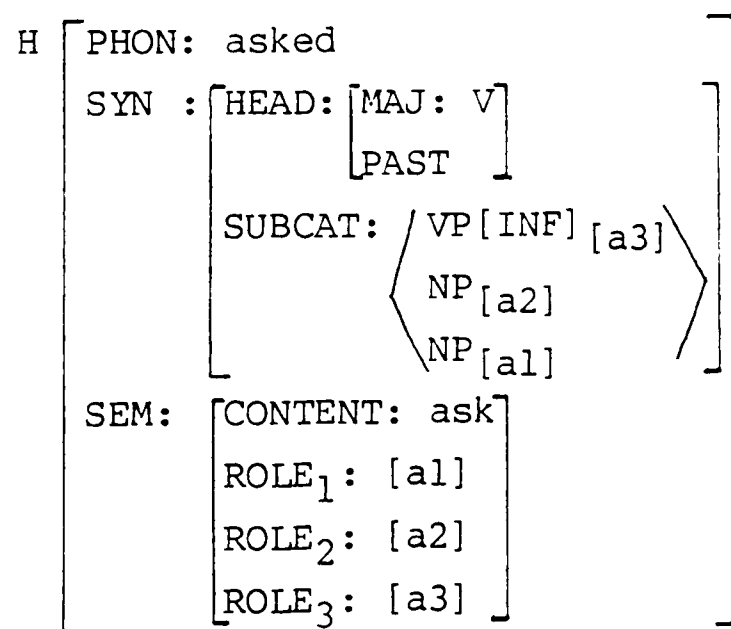 H PHON: asked
SYN : HEAD: MAJ: V
PAST
SUBCAT: VP[INF] [a3]
NP [a2]
NP [a1]
SEM: CONTENT: ask
ROLE1: [a1]
ROLE2: [a2]
ROLE3: [a3]